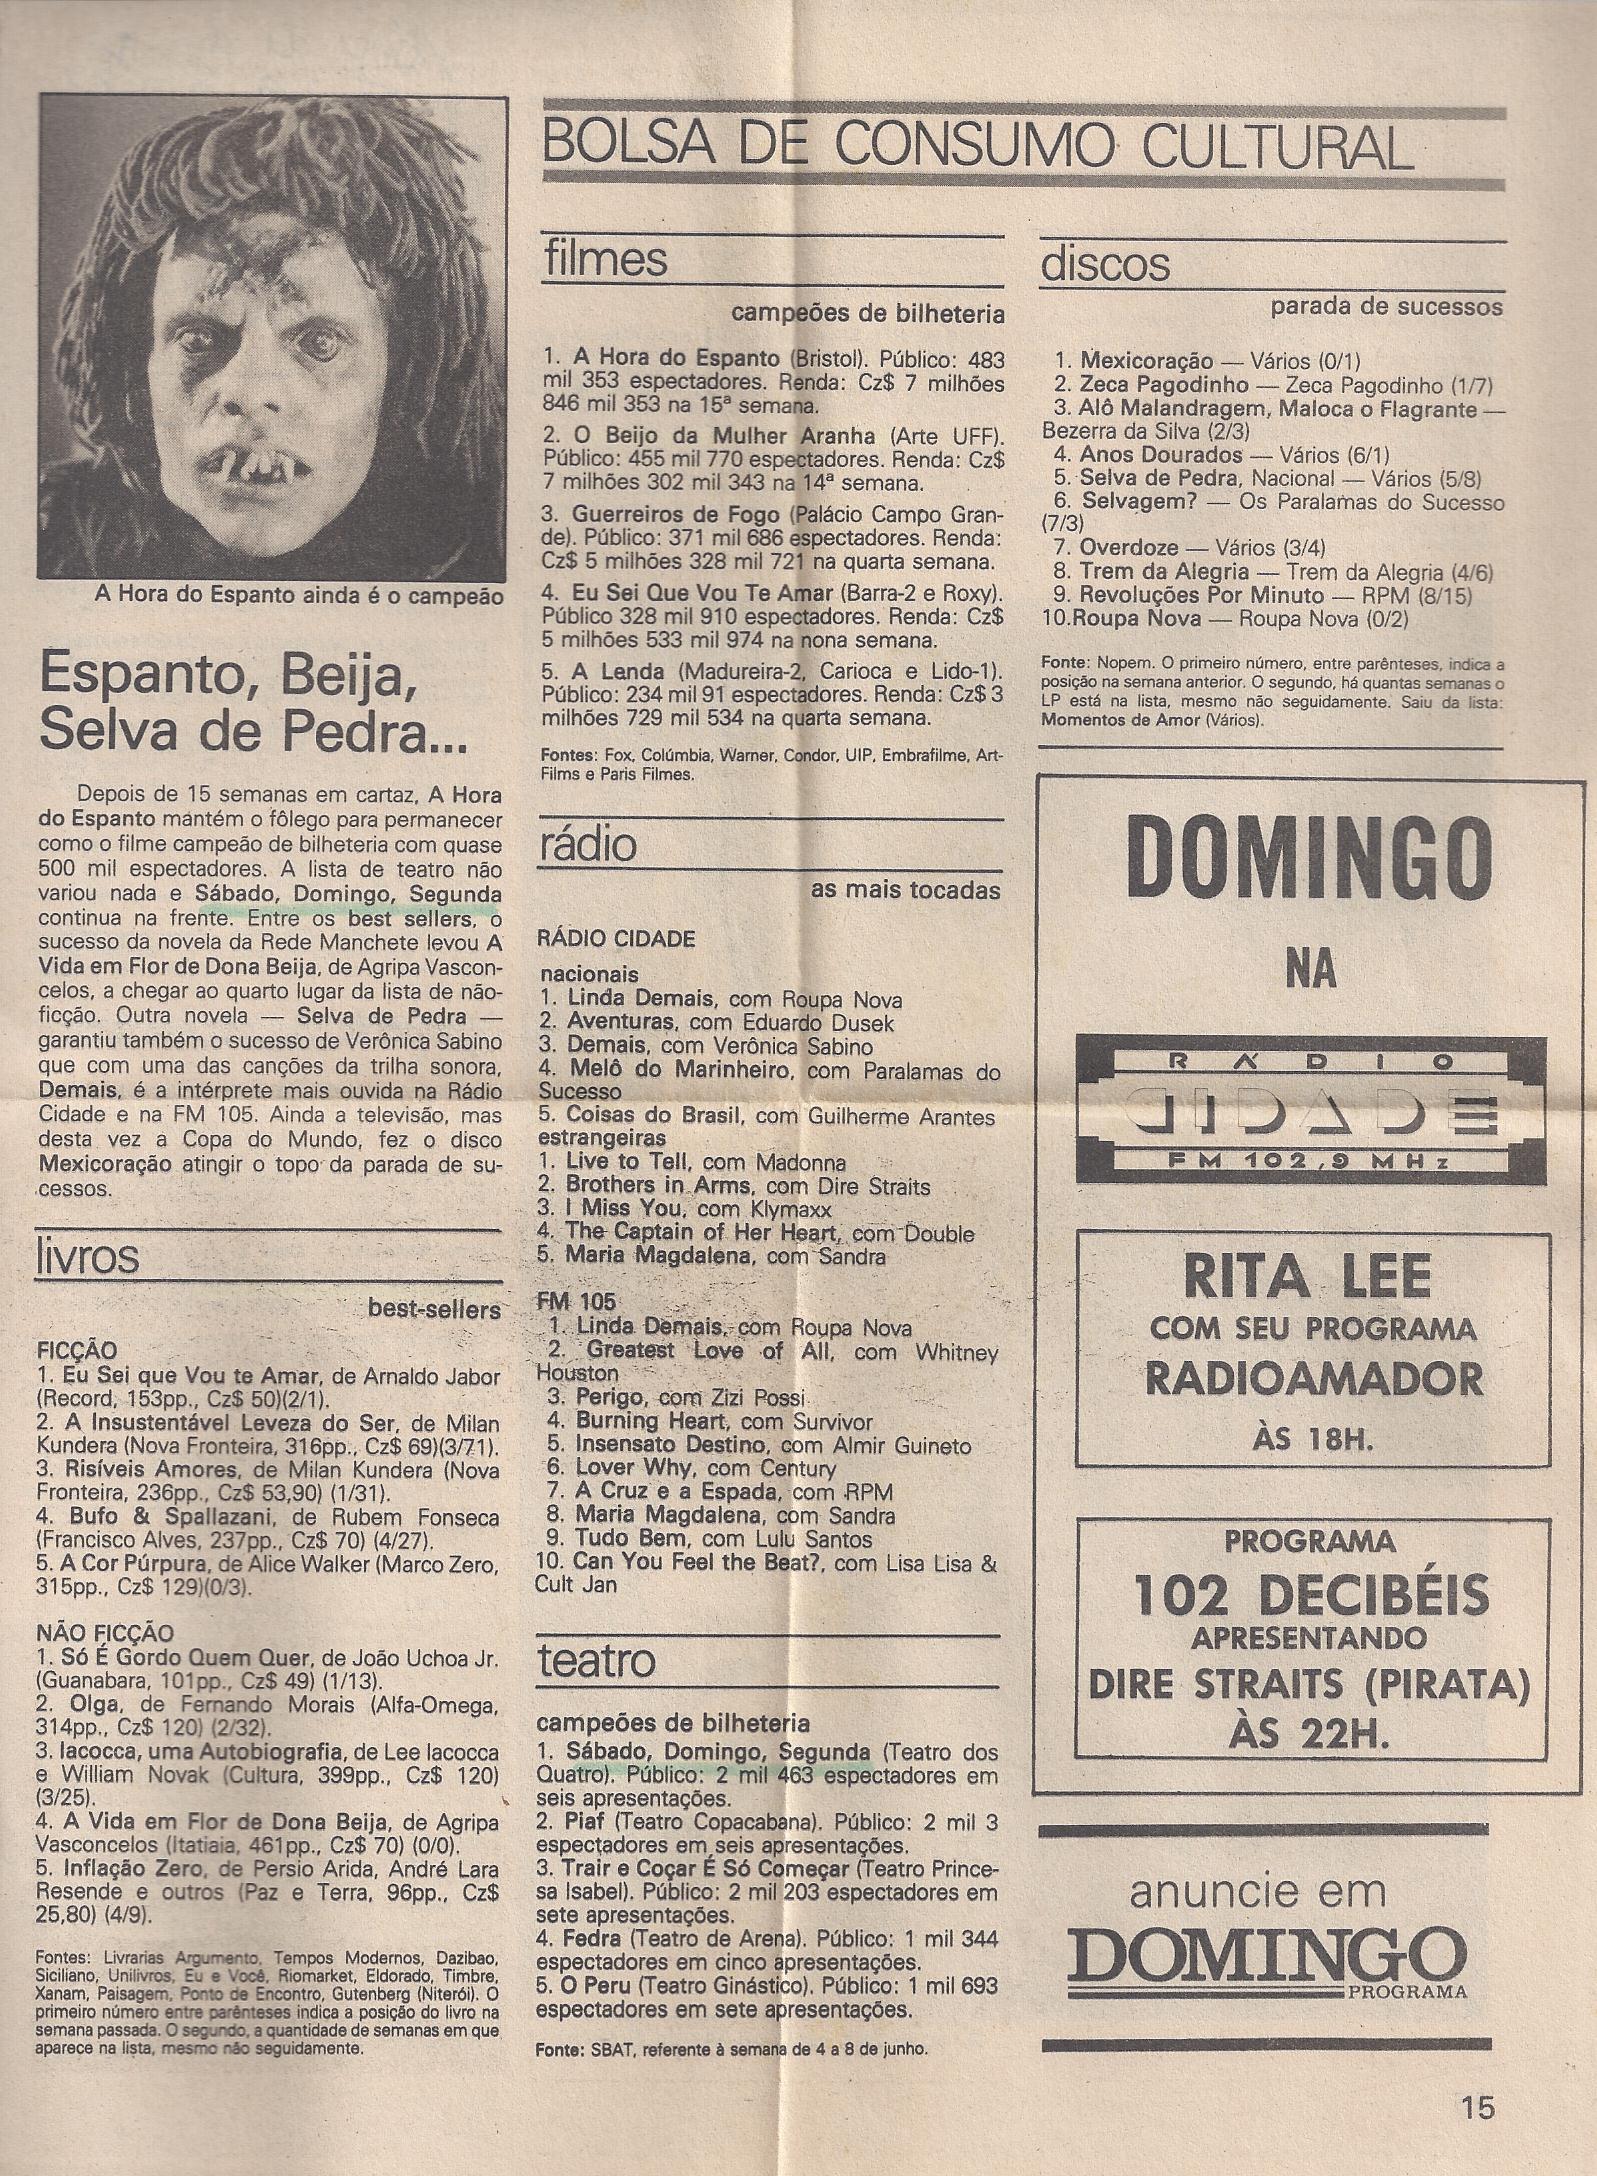 A Hora do Espanto ainda é o campeão
Espanto, Beija,
Selva de Pedra...
Depois de 15 semanas em cartaz, A Hora
do Espanto mantém o fôlego para permanecer
como o filme campeão de bilheteria com quase
500 mil espectadores. A lista de teatro não
variou nada e Sábado, Domingo, Segunda
continua na frente. Entre os best sellers, o
sucesso da novela da Rede Manchete levou A
Vida em Flor de Dona Beija, de Agripa Vascon-
celos, a chegar ao quarto lugar da lista de não-
ficção. Outra novela — Selva de Pedra —
garantiu também o sucesso de Verônica Sabino
que com uma das canções da trilha sonora,
Demais, é a intérprete mais ouvida na Rádio
Cidade e na FM 105. Ainda a televisão, mas
desta vez a Copa do Mundo, fez o disco
Mexicoração atingir o topo da parada de su-
cessos.
livros
best-sellers
FICÇÃO
1. Eu Sei que Vou te Amar, de Arnaldo Jabor
(Record, 153pp., Cz$ 50)(2/1).
2. A Insustentável Leveza do Ser, de Milan
Kundera (Nova Fronteira, 316pp., Cz$ 69)(3/71).
3. Risíveis Amores, de Milan Kundera (Nova
Fronteira, 236pp., Cz$ 53,90) (1/31).
4. Bufo & Spallazani, de Rubem Fonseca
(Francisco Alves, 237pp., Cz$ 70) (4/27).
5. A Cor Púrpura, de Alice Walker (Marco Zero,
315pp., Cz$ 129)(0/3).
NÃO FICÇÃO
1. Só É Gordo Quem Quer, de João Uchoa Jr.
(Guanabara, 101pp., Cz$ 49) (1/13).
2. Olga, de Fernando Morais (Alfa-Omega,
314pp., Cz$ 120) (2/32).
3. Iacocca, uma Autobiografia, de Lee Iacocca
e William Novak (Cultura, 399pp., Cz$ 120)
(3/25).
4. A Vida em Flor de Dona Beija, de Agripa
Vasconcelos (Itatiaia, 461pp., Cz$ 70) (0/0).
5. Inflação Zero, de Persio Arida, André Lara
Resende e outros (Paz e Terra, 96pp., Cz$
25,80) (4/9).
Fontes: Livrarias Argumento, Tempos Modernos, Dazibao,
Siciliano, Unilivros, Eu e Você, Riomarket, Eldorado, Timbre,
Xanam, Paisagem, Ponto de Encontro, Gutenberg (Niterói). O
primeiro número entre parênteses indica a posição do livro na
semana passada. O segundo, a quantidade de semanas em que
aparece na lista, mesmo não seguidamente.
BOLSA DE CONSUMO CULTURAL
filmes
campeões de bilheteria
1. A Hora do Espanto (Bristol). Público: 483
mil 353 espectadores. Renda: Cz$ 7 milhões
846 mil 353 na 15ª semana.
2. O Beijo da Mulher Aranha (Arte UFF).
Público: 455 mil 770 espectadores. Renda: Cz$
7 milhões 302 mil 343 na 14ª semana.
3. Guerreiros de Fogo (Palácio Campo Gran-
de). Público: 371 mil 686 espectadores. Renda:
Cz$ 5 milhões 328 mil 721 na quarta semana.
4. Eu Sei Que Vou Te Amar (Barra-2 e Roxy).
Público 328 mil 910 espectadores. Renda: Cz$
5 milhões 533 mil 974 na nona semana.
5. A Lenda (Madureira-2, Carioca e Lido-1).
Público: 234 mil 91 espectadores. Renda: Cz$ 3
milhões 729 mil 534 na quarta semana.
Fontes: Fox, Colúmbia, Warner, Condor, UIP, Embrafilme, Art-
Films e Paris Filmes.
rádio
as mais tocadas
RÁDIO CIDADE
nacionais
1. Linda Demais, com Roupa Nova
2. Aventuras, com Eduardo Dusek
3. Demais, com Verônica Sabino
4. Melô do Marinheiro, com Paralamas do
Sucesso
5. Coisas do Brasil, com Guilherme Arantes
estrangeiras
1. Live to Tell, com Madonna
2. Brothers in Arms, com Dire Straits
3. I Miss You, com Klymaxx
4. The Captain of Her Heart, com Double
5. Maria Magdalena, com Sandra
FM 105
1. Linda Demais, com Roupa Nova
2. Greatest Love of All, com Whitney
Houston
3. Perigo, com Zizi Possi
4. Burning Heart, com Survivor
5. Insensato Destino, com Almir Guineto
6. Lover Why, com Century
7. A Cruz e a Espada, com RPM
8. Maria Magdalena, com Sandra
9. Tudo Bem, com Lulu Santos
10. Can You Feel the Beat?, com Lisa Lisa &
Cult Jan
teatro
campeões de bilheteria
1. Sábado, Domingo, Segunda (Teatro dos
Quatro). Público: 2 mil 463 espectadores em
seis apresentações.
2. Piaf (Teatro Copacabana). Público: 2 mil 3
espectadores em seis apresentações.
3. Trair e Coçar É Só Começar (Teatro Prince-
sa Isabel). Público: 2 mil 203 espectadores em
sete apresentações.
4. Fedra (Teatro de Arena). Público: 1 mil 344
espectadores em cinco apresentações.
5. O Peru (Teatro Ginástico). Público: 1 mil 693
espectadores em sete apresentações.
Fonte: SBAT, referente à semana de 4 a 8 de junho.
discos
parada de sucessos
1. Mexicoração — Vários (0/1)
2. Zeca Pagodinho — Zeca Pagodinho (1/7)
3. Alô Malandragem, Maloca o Flagrante —
Bezerra da Silva (2/3)
4. Anos Dourados — Vários (6/1)
5. Selva de Pedra, Nacional — Vários (5/8)
6. Selvagem? — Os Paralamas do Sucesso
(7/3)
7. Overdoze — Vários (3/4)
8. Trem da Alegria — Trem da Alegria (4/6)
9. Revoluções Por Minuto — RPM (8/15)
10.Roupa Nova — Roupa Nova (0/2)
Fonte: Nopem. O primeiro número, entre parênteses, indica a
posição na semana anterior. O segundo, há quantas semanas o
LP está na lista, mesmo não seguidamente. Saiu da lista:
Momentos de Amor (Vários).
DOMINGO
NA
RÁDIO
CIDADE
FM 102,9 MHz
RITA LEE
COM SEU PROGRAMA
RADIOAMADOR
ÀS 18H.
PROGRAMA
102 DECIBÉIS
APRESENTANDO
DIRE STRAITS (PIRATA)
ÀS 22H.
anuncie em
DOMINGO
PROGRAMA
15